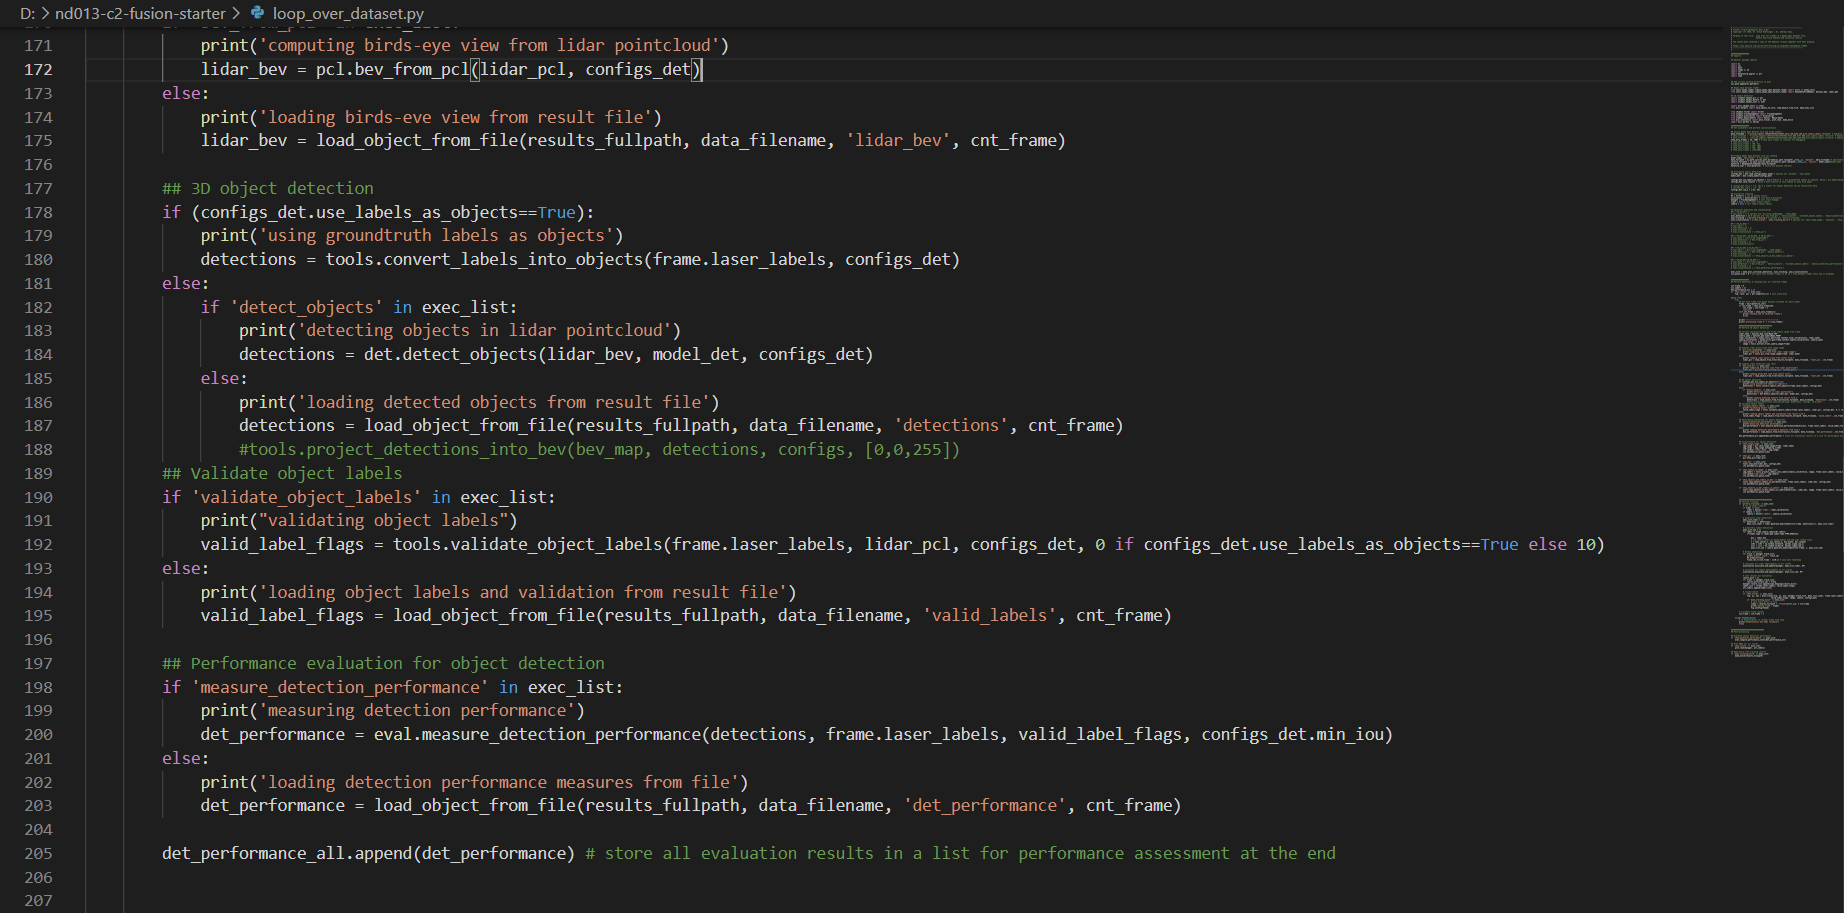 D: > nd013-c2-fusion-starter > loop_over_dataset.py
171 print('computing birds-eye view from lidar pointcloud')
172 lidar_bev = pcl.bev_from_pcl(lidar_pcl, configs_det)
173 else:
174 print('loading birds-eve view from result file')
175 lidar_bev = load_object_from_file(results_fullpath, data_filename, 'lidar_bev', cnt_frame)
176
177 ## 3D object detection
178 if (configs_det.use_labels_as_objects==True):
179 print('using groundtruth labels as objects')
180 detections = tools.convert_labels_into_objects(frame.laser_labels, configs_det)
181 else:
182 if 'detect_objects' in exec_list:
183 print('detecting objects in lidar pointcloud')
184 detections = det.detect_objects(lidar_bev, model_det, configs_det)
185 else:
186 print('loading detected objects from result file')
187 detections = load_object_from_file(results_fullpath, data_filename, 'detections', cnt_frame)
188 #tools.project_detections_into_bev(bev_map, detections, configs, [0,0,255])
189 ## Validate object labels
190 if 'validate_object_labels' in exec_list:
191 print("validating object labels")
192 valid_label_flags = tools.validate_object_labels(frame.laser_labels, lidar_pcl, configs_det, 0 if configs_det.use_labels_as_objects==True else 10)
193 else:
194 print('loading object labels and validation from result file')
195 valid_label_flags = load_object_from_file(results_fullpath, data_filename, 'valid_labels', cnt_frame)
196
197 ## Performance evaluation for object detection
198 if 'measure_detection_performance' in exec_list:
199 print('measuring detection performance')
200 det_performance = eval.measure_detection_performance(detections, frame.laser_labels, valid_label_flags, configs_det.min_iou)
201 else:
202 print('loading detection performance measures from file')
203 det_performance = load_object_from_file(results_fullpath, data_filename, 'det_performance', cnt_frame)
204
205 det_performance_all.append(det_performance) # store all evaluation results in a list for performance assessment at the end
206
207